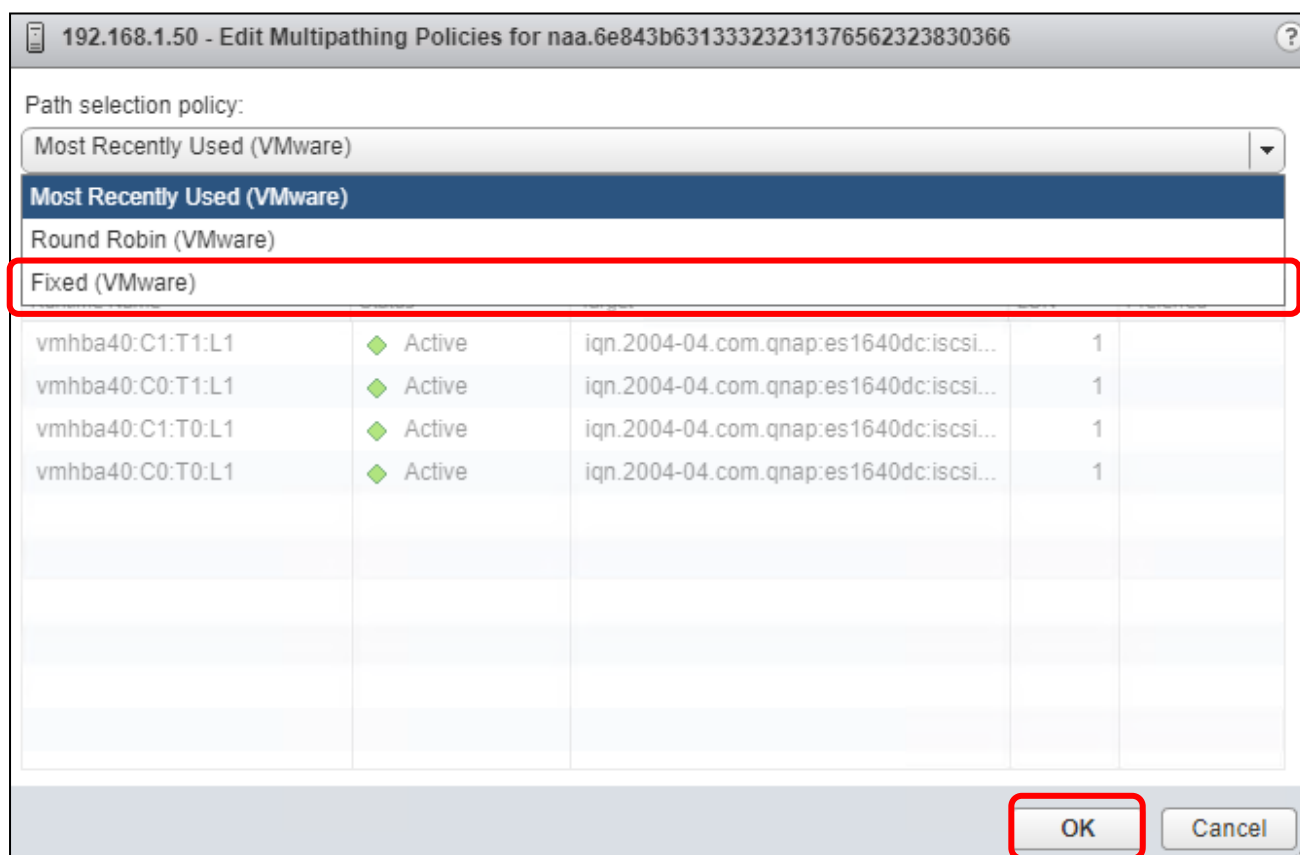 192.168.1.50 - Edit Multipathing Policies for naa.6e843b63133323231376562323830366 ?
Path selection policy:
Most Recently Used (VMware)
Most Recently Used (VMware)
Round Robin (VMware)
Fixed (VMware)
vmhba40:C1:T1:L1 Active iqn.2004-04.com.qnap:es1640dc:iscsi... 1
vmhba40:C0:T1:L1 Active iqn.2004-04.com.qnap:es1640dc:iscsi... 1
vmhba40:C1:T0:L1 Active iqn.2004-04.com.qnap:es1640dc:iscsi... 1
vmhba40:C0:T0:L1 Active iqn.2004-04.com.qnap:es1640dc:iscsi... 1
OK Cancel